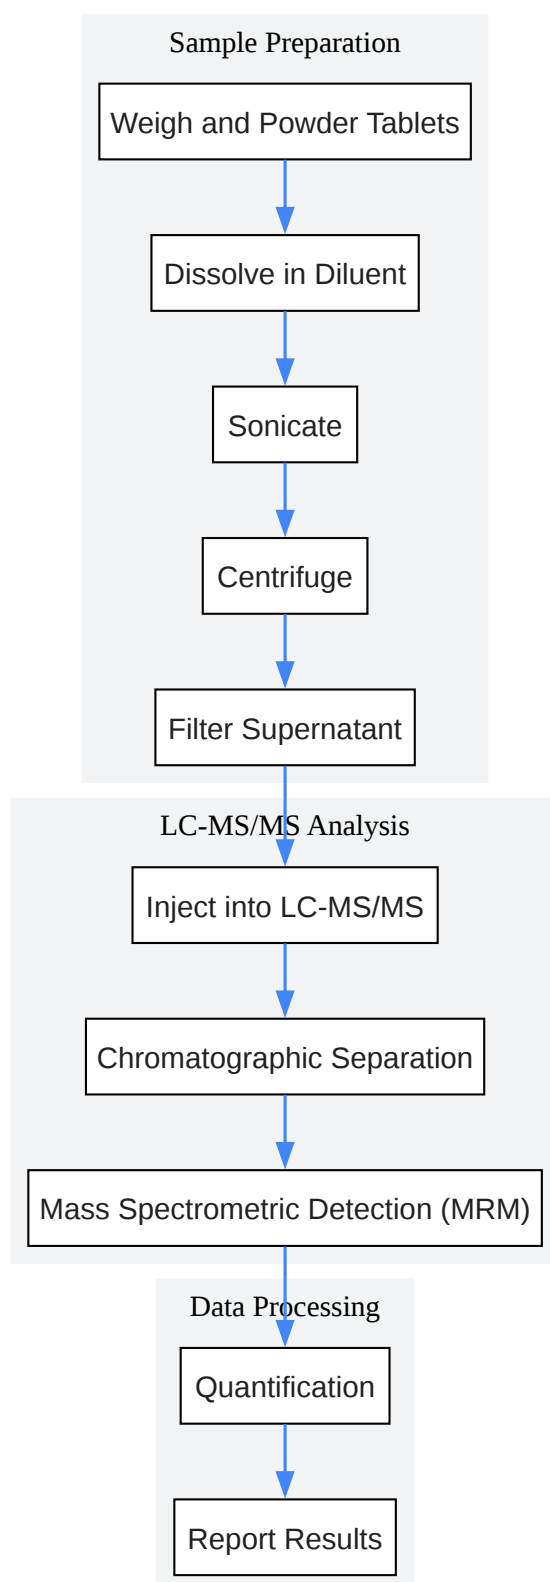 Sample Preparation
Weigh and Powder Tablets
Dissolve in Diluent
Sonicate
Centrifuge
Filter Supernatant
LC-MS/MS Analysis
Inject into LC-MS/MS
Chromatographic Separation
Mass Spectrometric Detection (MRM)
Data Processing
Quantification
Report Results